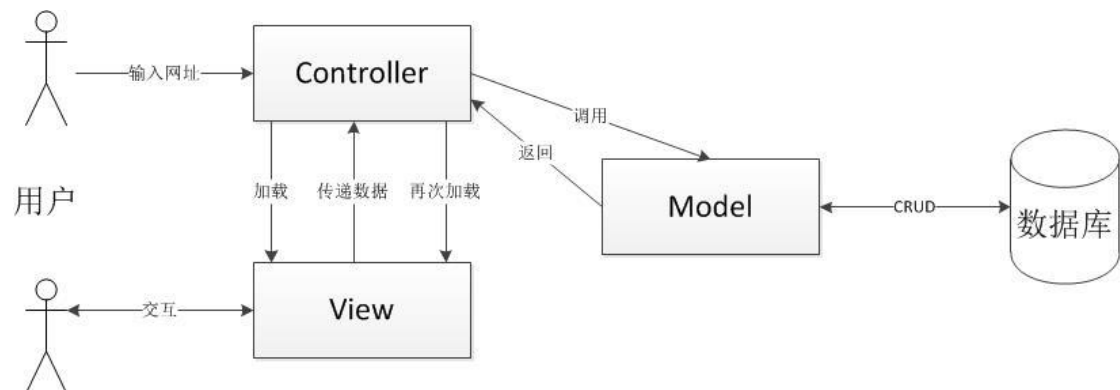 输入网址
Controller
调用
返回
用户
加载
传递数据
再次加载
Model
CRUD
数据库
交互
View